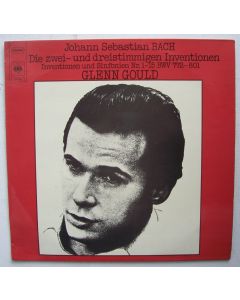 Johann Sebastian BACH
Die zwei- und dreistimmigen Inventionen
Inventionen und Sinfonien Nr. 1-15 BWV 772-801
GLENN GOULD
CBS